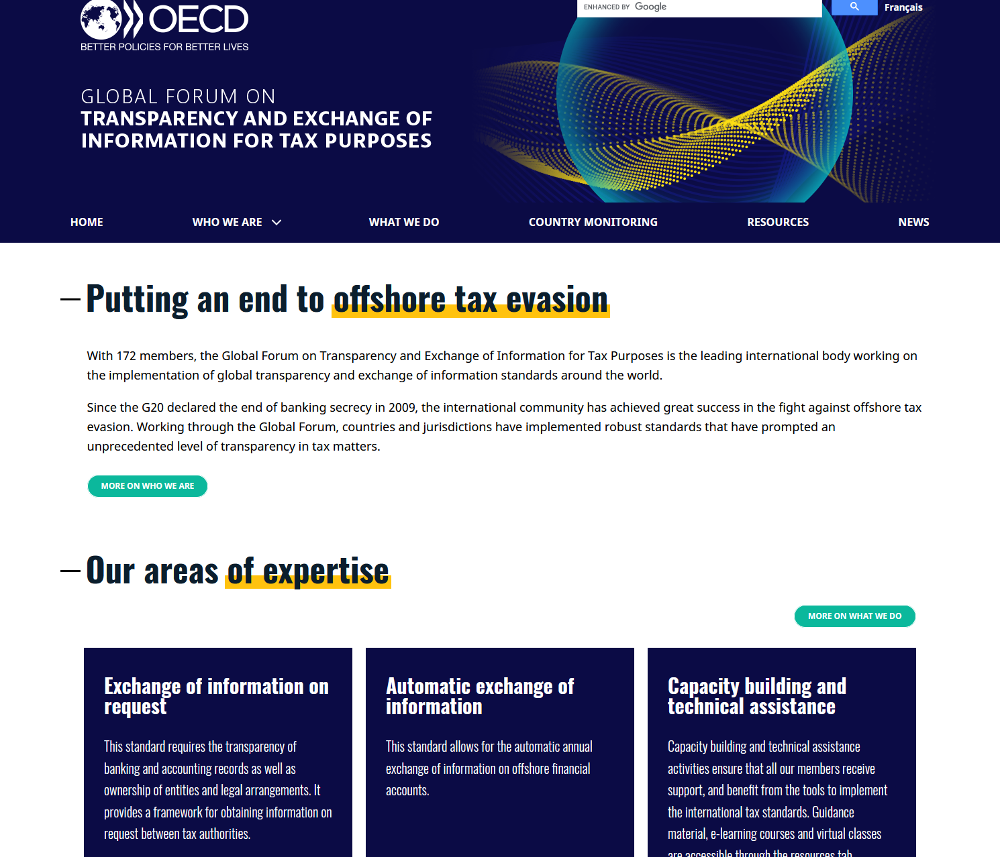 OECD
BETTER POLICIES FOR BETTER LIVES
ENHANCED BY Google
Français
GLOBAL FORUM ON
TRANSPARENCY AND EXCHANGE OF
INFORMATION FOR TAX PURPOSES
HOME
WHO WE ARE
WHAT WE DO
COUNTRY MONITORING
RESOURCES
NEWS
Putting an end to offshore tax evasion
With 172 members, the Global Forum on Transparency and Exchange of Information for Tax Purposes is the leading international body working on
the implementation of global transparency and exchange of information standards around the world.
Since the G20 declared the end of banking secrecy in 2009, the international community has achieved great success in the fight against offshore tax
evasion. Working through the Global Forum, countries and jurisdictions have implemented robust standards that have prompted an
unprecedented level of transparency in tax matters.
MORE ON WHO WE ARE
Our areas of expertise
MORE ON WHAT WE DO
Exchange of information on
request
This standard requires the transparency of
banking and accounting records as well as
ownership of entities and legal arrangements. It
provides a framework for obtaining information on
request between tax authorities.
Automatic exchange of
information
This standard allows for the automatic annual
exchange of information on offshore financial
accounts.
Capacity building and
technical assistance
Capacity building and technical assistance
activities ensure that all our members receive
support, and benefit from the tools to implement
the international tax standards. Guidance
material, e-learning courses and virtual classes
are accessible through the resources tab